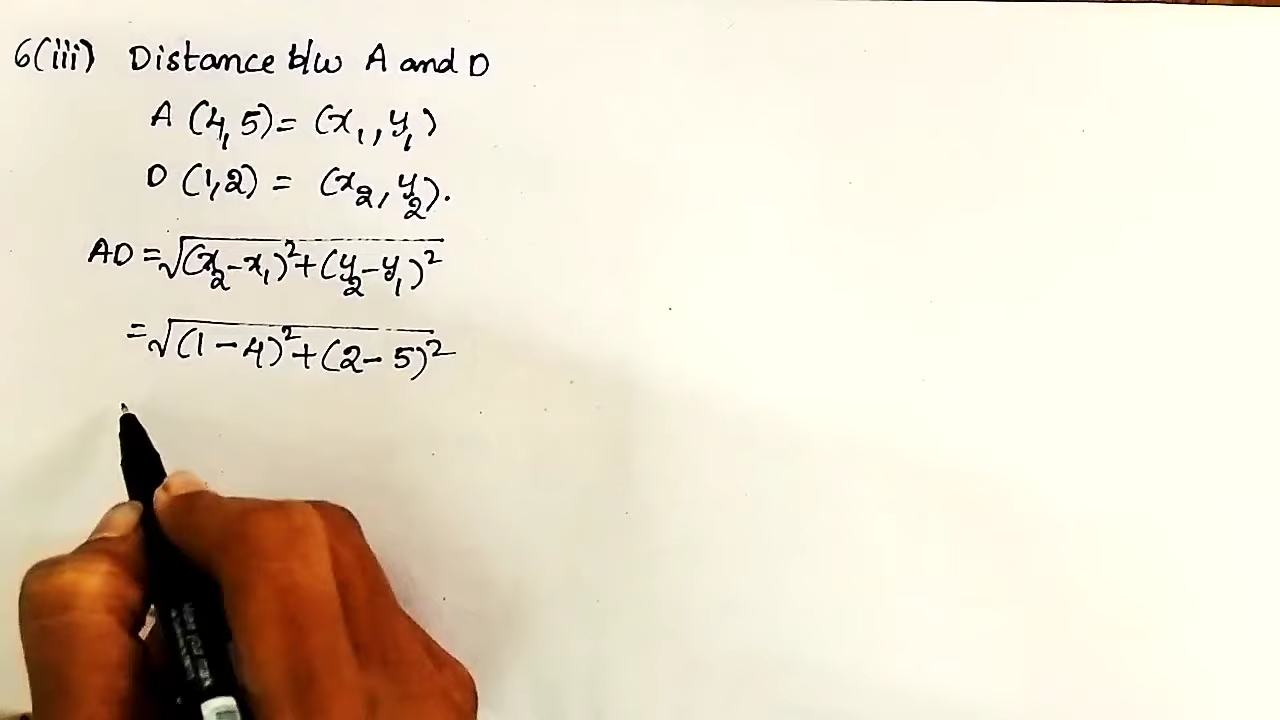 6(iii) Distance b/w A and D
A (4, 5) = (x₁, y₁)
D (1, 2) = (x₂, y₂).
AD = √(x₂ - x₁)² + (y₂ - y₁)²
= √(1 - 4)² + (2 - 5)²